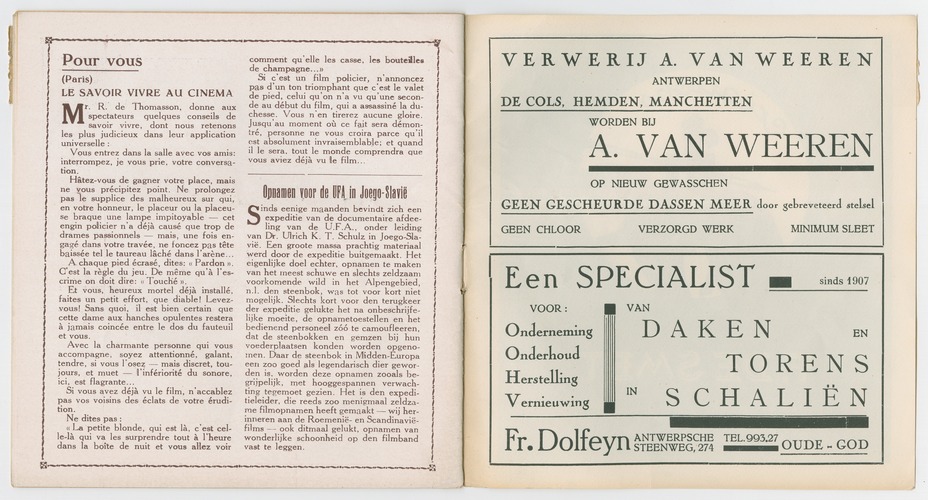 Pour vous
(Paris)
LE SAVOIR VIVRE AU CINEMA
Mr. R. de Thomasson, donne aux
spectateurs quelques conseils de
savoir vivre, dont nous retenons
les plus judicieux dans leur application
universelle :
Vous entrez dans la salle avec vos amis:
interrompez, je vous prie, votre conversa-
tion.
Hâtez-vous de gagner votre place, mais
ne vous précipitez point. Ne prolongez
pas le supplice des malheureux sur qui,
en votre honneur, le placeur ou la placeu-
se braque une lampe impitoyable — cet
engin policier n'a déjà causé que trop de
drames passionnels — mais, une fois en-
gagé dans votre travée, ne foncez pas tête
baissée tel le taureau lâché dans l'arène...
A chaque pied écrasé, dites: « Pardon ».
C'est la règle du jeu. De même qu'à l'es-
crime on doit dire: « Touché ».
Et vous, heureux mortel déjà installé,
faites un petit effort, que diable! Levez-
vous! Sans quoi, il est bien certain que
cette dame aux hanches opulentes restera
à jamais coincée entre le dos du fauteuil
et vous.
Avec la charmante personne qui vous
accompagne, soyez attentionné, galant,
tendre, si vous l'osez — mais discret, tou-
jours, et muet — l'infériorité du sonore,
ici, est flagrante...
Si vous avez déjà vu le film, n'accablez
pas vos voisins des éclats de votre érudi-
tion.
Ne dites pas :
« La petite blonde, qui est là, c'est cel-
le-là qui va les surprendre tout à l'heure
dans la boîte de nuit et vous allez voir
comment qu'elle les casse, les bouteilles
de champagne...»
Si c'est un film policier, n'annoncez
pas d'un ton triomphant que c'est le valet
de pied, celui qu'on n'a vu qu'une secon-
de au début du film, qui a assassiné la du-
chesse. Vous n'en tirerez aucune gloire.
Jusqu'au moment où ce fait sera démon-
tré, personne ne vous croira parce qu'il
est absolument invraisemblable; et quand
il le sera, tout le monde comprendra que
vous aviez déjà vu le film...
Opnamen voor de UFA in Joego-Slavië
Sinds eenige maanden bevindt zich een
expeditie van de documentaire afdee-
ling van de U.F.A., onder leiding
van Dr. Ulrich K. T. Schulz in Joego-Sla-
vië. Een groote massa prachtig materiaal
werd door de expeditie buitgemaakt. Het
eigenlijke doel echter, opnamen te maken
van het meest schuwe en slechts zeldzaam
voorkomende wild in het Alpengebied,
n.l. den steenbok, was tot voor kort niet
mogelijk. Slechts kort voor den terugkeer
der expeditie gelukte het na onbeschrijfe-
lijke moeite, de opnametoestellen en het
bedienend personeel zóó te camoufleeren,
dat de steenbokken en gemzen bij hun
voorderplaatsen konden worden opgeno-
men. Daar de steenbok in Midden-Europa
een zoo goed als legendarisch dier gewor-
den is, worden deze opnamen zooals be-
grijpelijk, met hooggespannen verwach-
ting tegemoet gezien. Het is den expedi-
tieleider, die reeds zoo menigmaal zeldza-
me filmopnamen heeft gemaakt — wij her-
inneren aan de Roemenië- en Scandinavië-
films — ook ditmaal gelukt, opnamen van
wonderlijke schoonheid op den filmband
vast te leggen.
VERWERIJ A. VAN WEEREN
ANTWERPEN
DE COLS, HEMDEN, MANCHETTEN
WORDEN BIJ
A. VAN WEEREN
OP NIEUW GEWASSCHEN
GEEN GESCHEURDE DASSEN MEER door gebreveteerd stelsel
GEEN CHLOOR VERZORGD WERK MINIMUM SLEET
Een SPECIALIST sinds 1907
VOOR : VAN
Onderneming
Onderhoud
Herstelling
Vernieuwing
DAKEN EN
TORENS
IN SCHALIËN
Fr. Dolfeyn ANTWERPSCHE STEENWEG, 274 TEL. 993,27 OUDE - GOD